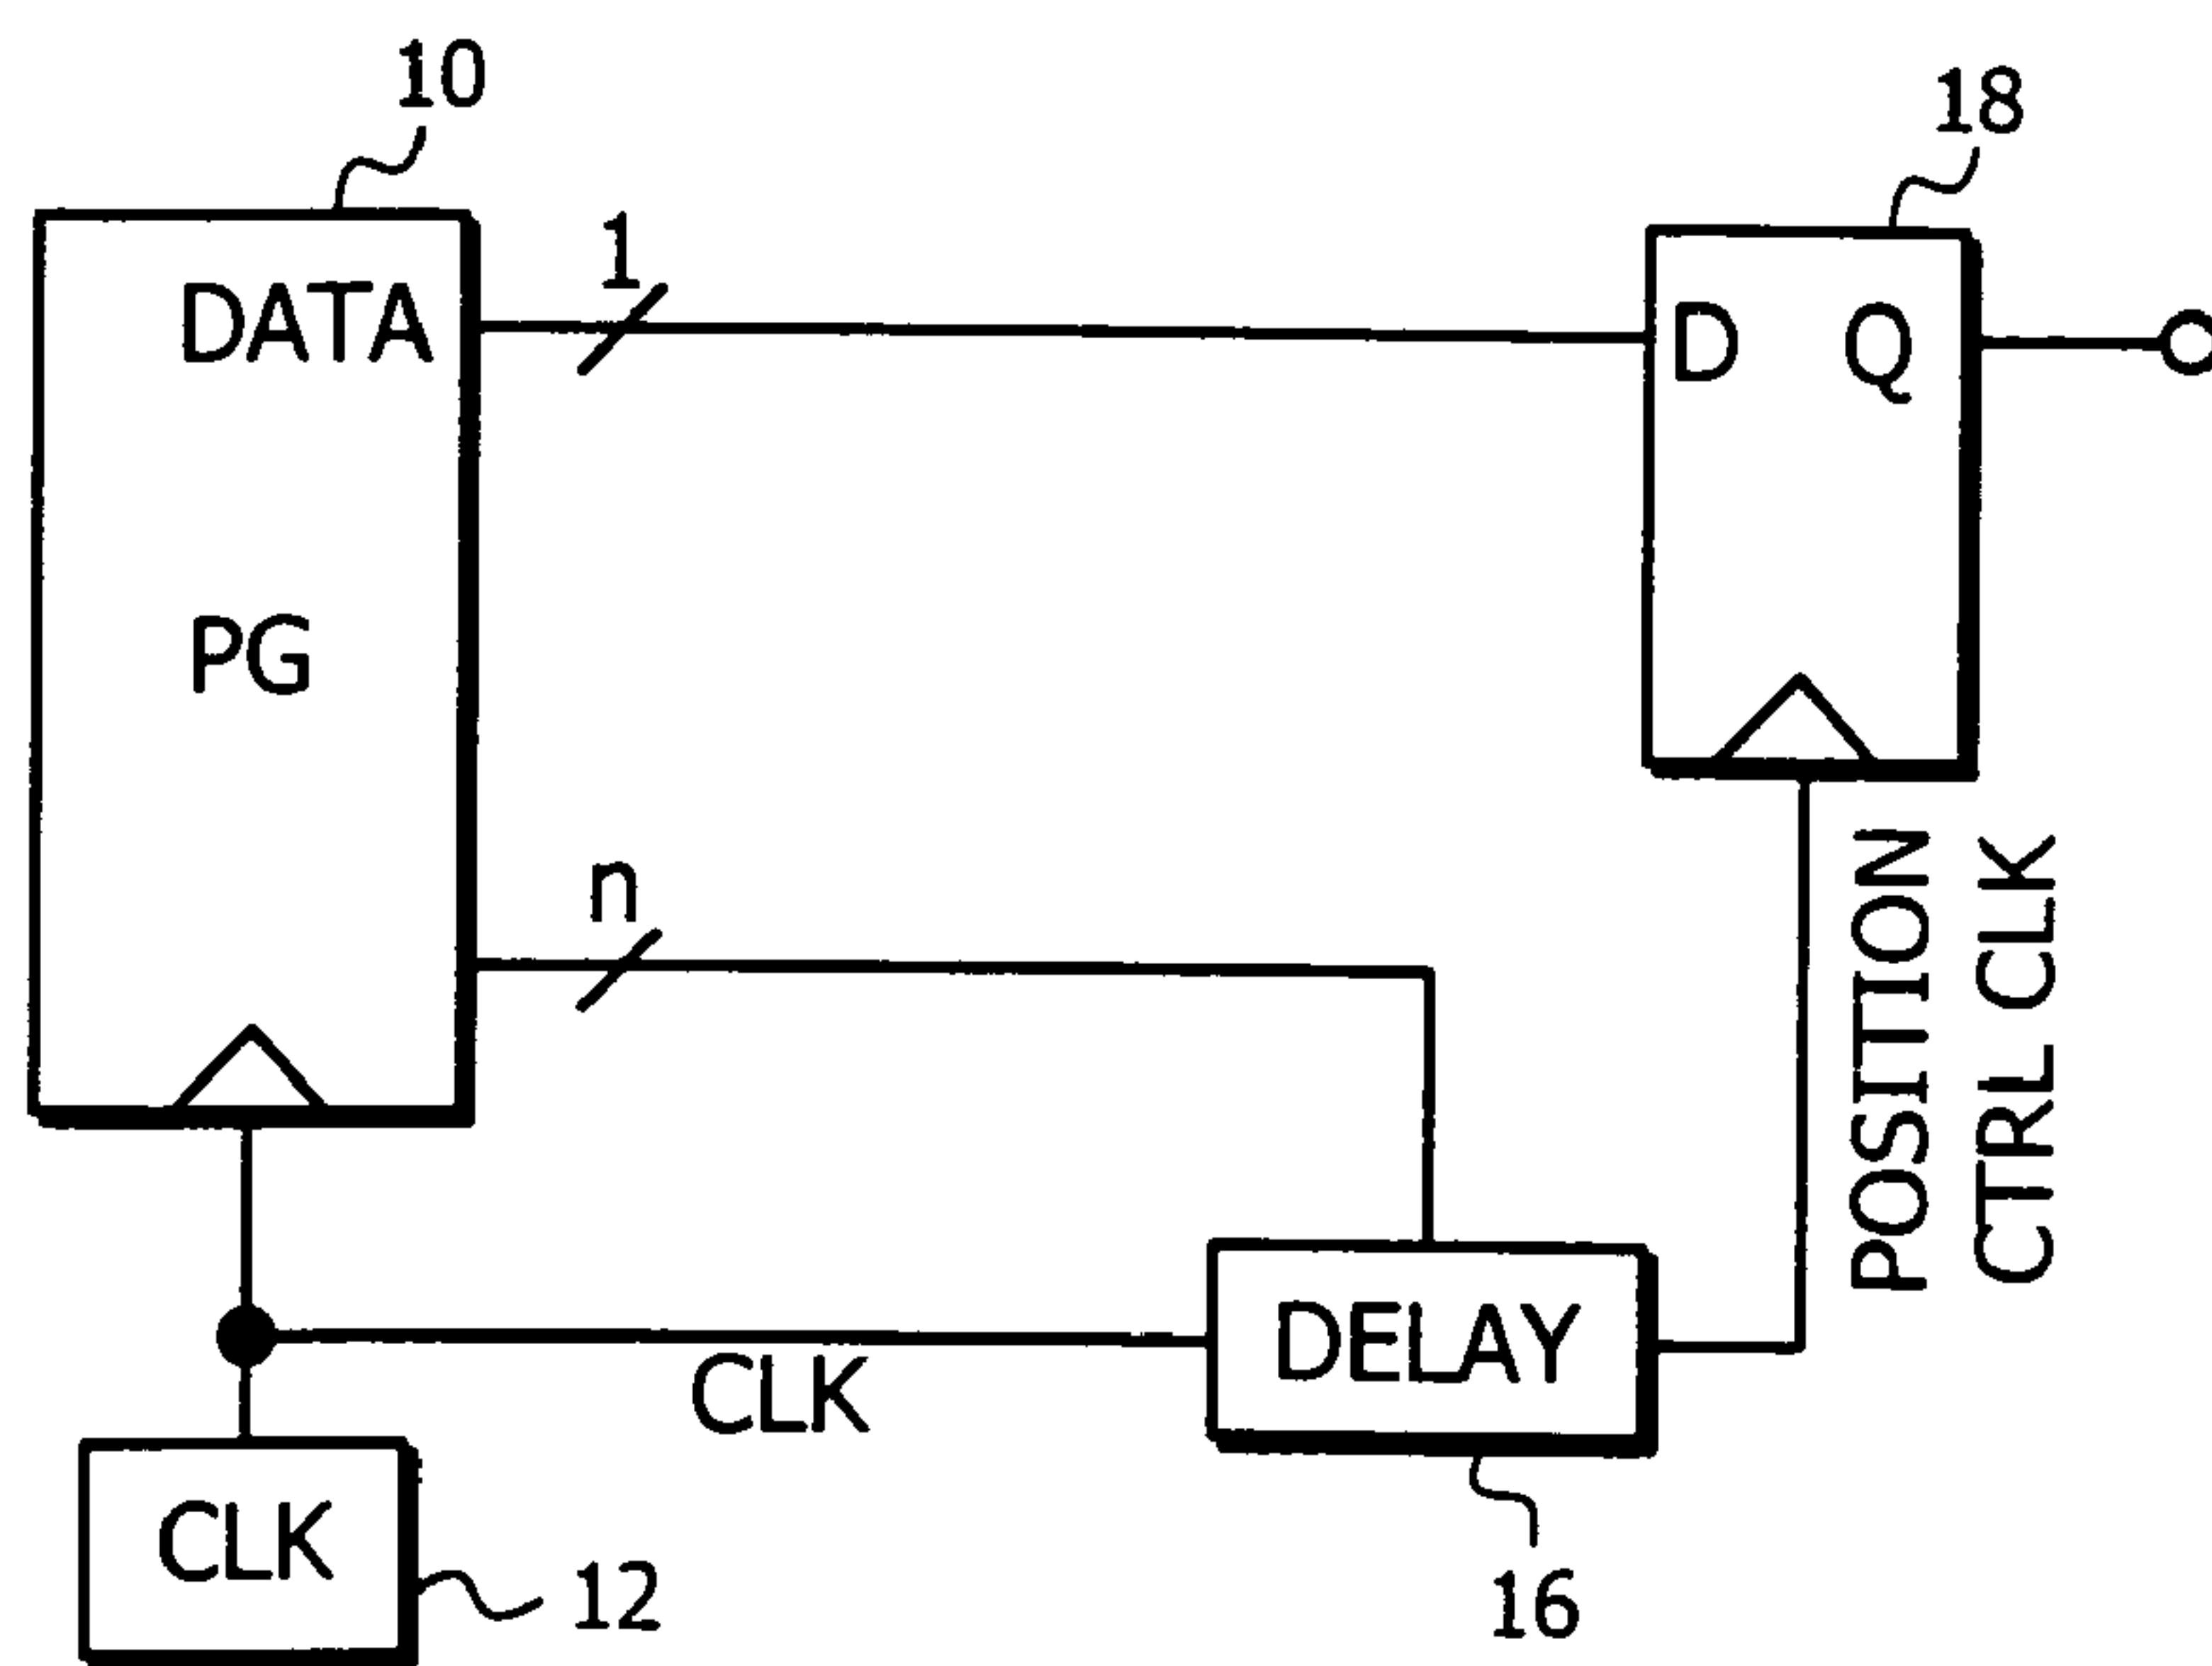 10
18
1
DATA
D
Q
PG
n
POSITION
CTRL CLK
DELAY
CLK
CLK
12
16